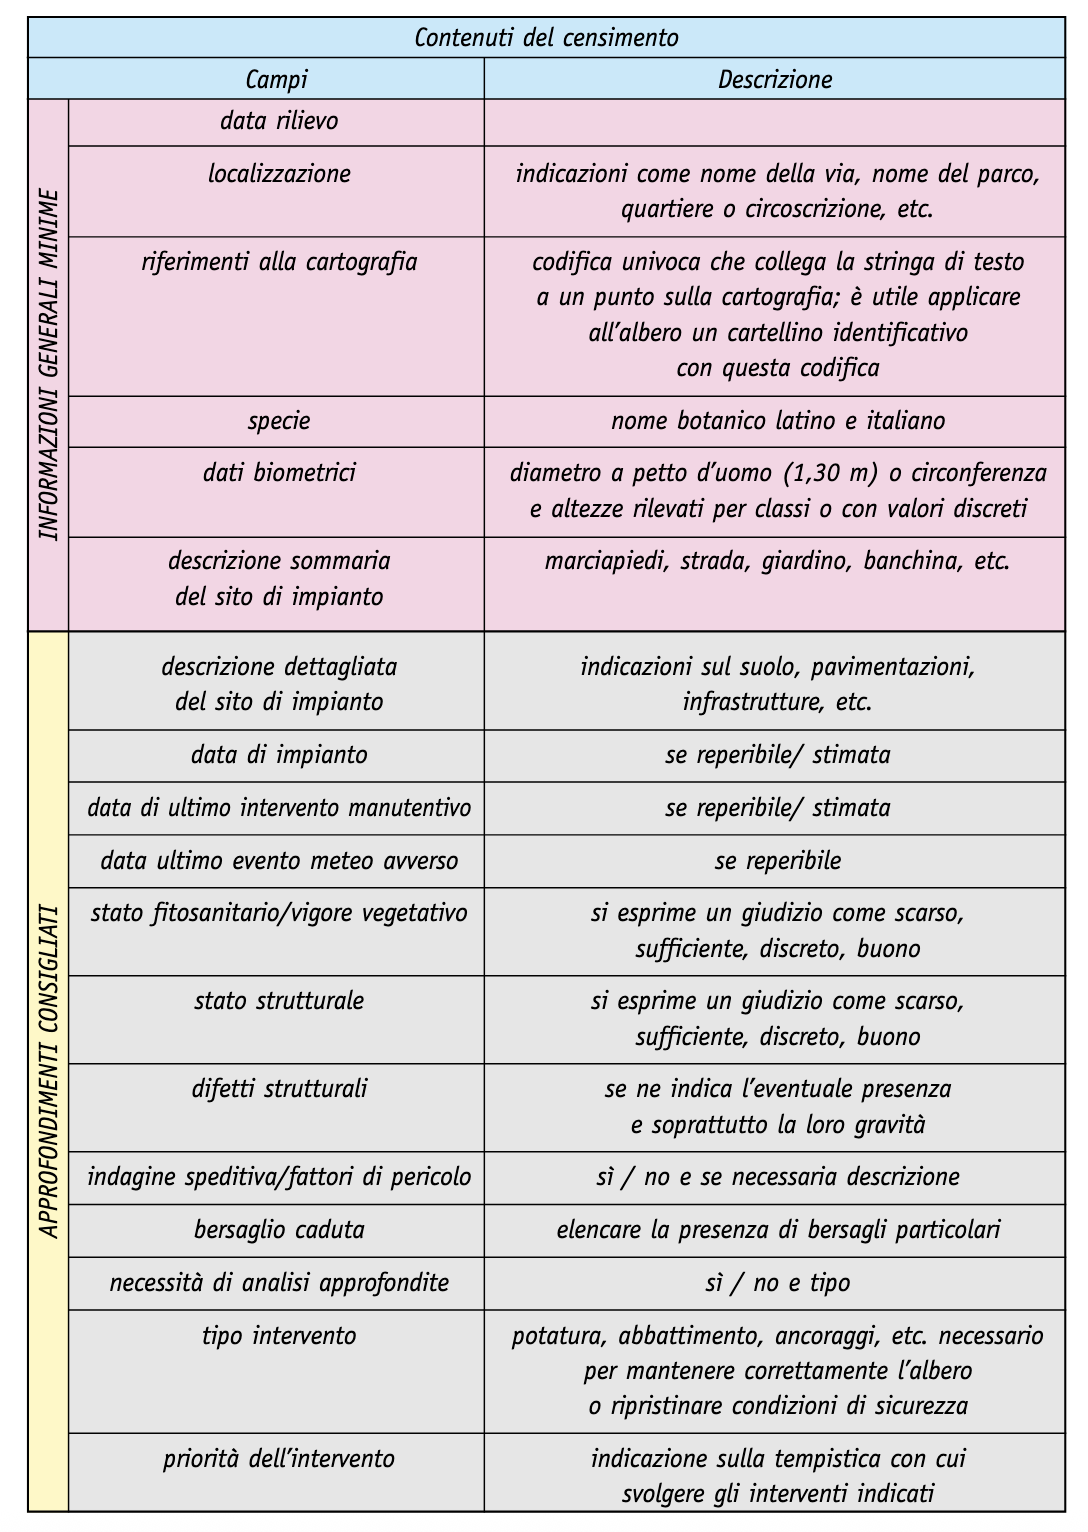 Contenuti del censimento
Campi
Descrizione
INFORMAZIONI GENERALI MINIME
data rilievo
localizzazione
indicazioni come nome della via, nome del parco,
quartiere o circoscrizione, etc.
riferimenti alla cartografia
codifica univoca che collega la stringa di testo
a un punto sulla cartografia; è utile applicare
all'albero un cartellino identificativo
con questa codifica
specie
nome botanico latino e italiano
dati biometrici
diametro a petto d'uomo (1,30 m) o circonferenza
e altezze rilevati per classi o con valori discreti
descrizione sommaria
del sito di impianto
marciapiedi, strada, giardino, banchina, etc.
APPROFONDIMENTI CONSIGLIATI
descrizione dettagliata
del sito di impianto
indicazioni sul suolo, pavimentazioni,
infrastrutture, etc.
data di impianto
se reperibile/ stimata
data di ultimo intervento manutentivo
se reperibile/ stimata
data ultimo evento meteo avverso
se reperibile
stato fitosanitario/vigore vegetativo
si esprime un giudizio come scarso,
sufficiente, discreto, buono
stato strutturale
si esprime un giudizio come scarso,
sufficiente, discreto, buono
difetti strutturali
se ne indica l'eventuale presenza
e soprattutto la loro gravità
indagine speditiva/fattori di pericolo
sì / no e se necessaria descrizione
bersaglio caduta
elencare la presenza di bersagli particolari
necessità di analisi approfondite
sì / no e tipo
tipo intervento
potatura, abbattimento, ancoraggi, etc. necessario
per mantenere correttamente l'albero
o ripristinare condizioni di sicurezza
priorità dell'intervento
indicazione sulla tempistica con cui
svolgere gli interventi indicati